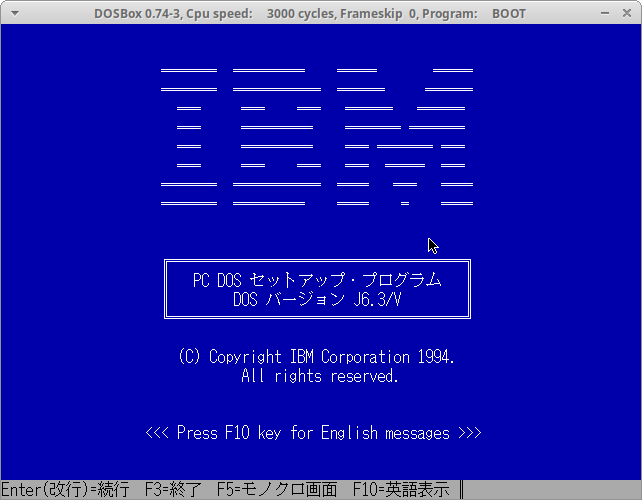 DOSBox 0.74-3, Cpu speed: 3000 cycles, Frameskip 0, Program: BOOT
IBM
PC DOS セットアップ・プログラム
DOS バージョン J6.3/V
(C) Copyright IBM Corporation 1994.
All rights reserved.
<<< Press F10 key for English messages >>>
Enter(改行)=続行 F3=終了 F5=モノクロ画面 F10=英語表示